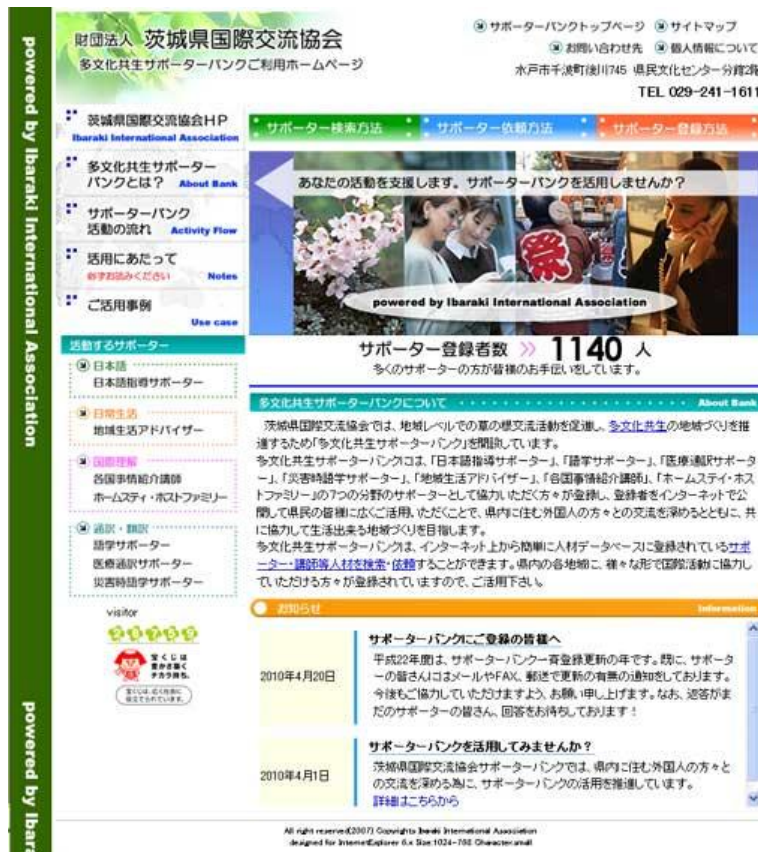 powered by Ibaraki International Association
powered by Ibara
財団法人 茨城県国際交流協会
多文化共生サポーターバンクご利用ホームページ
サポーターバンクトップページ サイトマップ
お問い合わせ先 個人情報について
水戸市千波町後川745 県民文化センター分館2階
TEL 029-241-1611
茨城県国際交流協会HP
Ibaraki International Association
多文化共生サポーター
バンクとは? About Bank
サポーターバンク
活動の流れ Activity Flow
活用にあたって
必ずお読みください Notes
ご活用事例
Use case
サポーター検索方法 サポーター依頼方法 サポーター登録方法
あなたの活動を支援します。サポーターバンクを活用しませんか?
祭
powered by Ibaraki International Association
サポーター登録者数 1140 人
多くのサポーターの方が皆様のお手伝いをしています。
活動するサポーター
日本語
日本語指導サポーター
日常生活
地域生活アドバイザー
国際理解
各国事情紹介講師
ホームスティ・ホストファミリー
通訳・翻訳
語学サポーター
医療通訳サポーター
災害時語学サポーター
visitor
宝くじは
豊かさ築く
チカラ持ち。
宝くじは、広く社会に
役立てられています。
多文化共生サポーターバンクについて About Bank
茨城県国際交流協会では、地域レベルでの草の根交流活動を促進し、多文化共生の地域づくりを推
進するため「多文化共生サポーターバンク」を開設しています。
多文化共生サポーターバンクには、「日本語指導サポーター」、「語学サポーター」、「医療通訳サポータ
ー」、「災害時語学サポーター」、「地域生活アドバイザー」、「各国事情紹介講師」、「ホームスティ・ホス
トファミリー」の7つの分野のサポーターとして協力いただく方々が登録し、登録者をインターネットで公
開して県民の皆様に広くご活用いただくことで、県内に住む外国人の方々との交流を深めるとともに、共
に協力して生活出来る地域づくりを目指します。
多文化共生サポーターバンクは、インターネット上から簡単に人材データベースに登録されているサポ
ーター・講師等人材を検索・依頼することができます。県内の各地域に、様々な形で国際活動に協力し
ていただける方々が登録されていますので、ご活用下さい。
お知らせ Information
2010年4月20日
サポーターバンクにご登録の皆様へ
平成22年度は、サポーターバンク一斉登録更新の年です。既に、サポータ
ーの皆さんにはメールやFAX、郵送で更新の有無の通知をしております。
今後もご協力していただけますよう、お願い申し上げます。なお、返答がま
だのサポーターの皆さん、回答をお待ちしております!
2010年4月1日
サポーターバンクを活用してみませんか?
茨城県国際交流協会サポーターバンクでは、県内に住む外国人の方々と
の交流を深める為に、サポーターバンクの活用を推進しています。
詳細はこちらから
All right reserved(2007) Copyrights Ibaraki International Association
designed for InternetExplorer 6.x Size:1024-768 Character:small